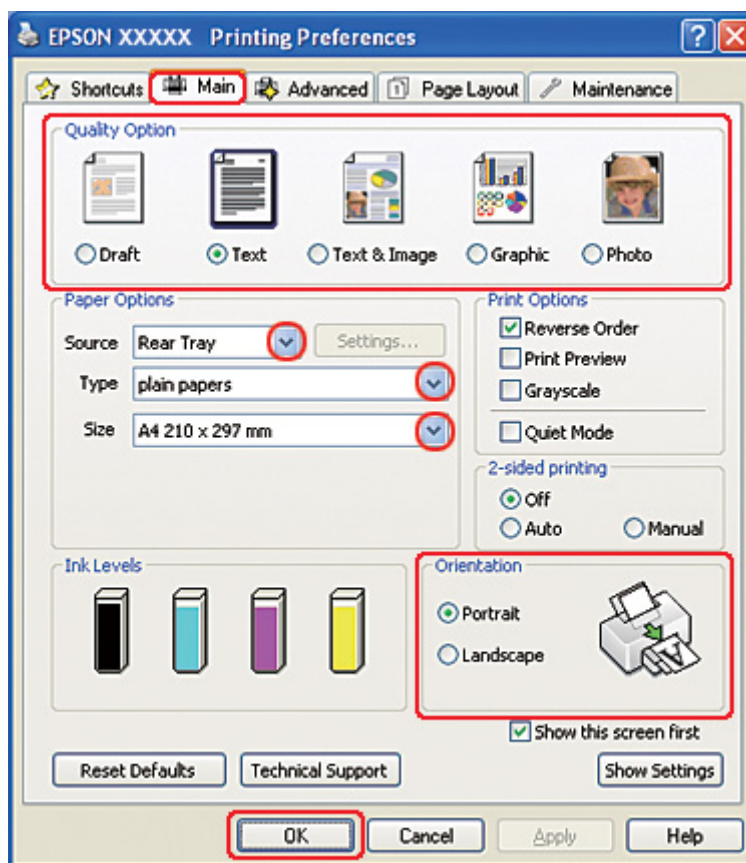 EPSON XXXXX Printing Preferences
Shortcuts Main Advanced Page Layout Maintenance
Quality Option
Draft Text Text & Image Graphic Photo
Paper Options
Source Rear Tray Settings...
Type plain papers
Size A4 210 x 297 mm
Print Options
Reverse Order
Print Preview
Grayscale
Quiet Mode
2-sided printing
Off
Auto Manual
Ink Levels
Orientation
Portrait
Landscape
Show this screen first
Reset Defaults Technical Support Show Settings
OK Cancel Apply Help